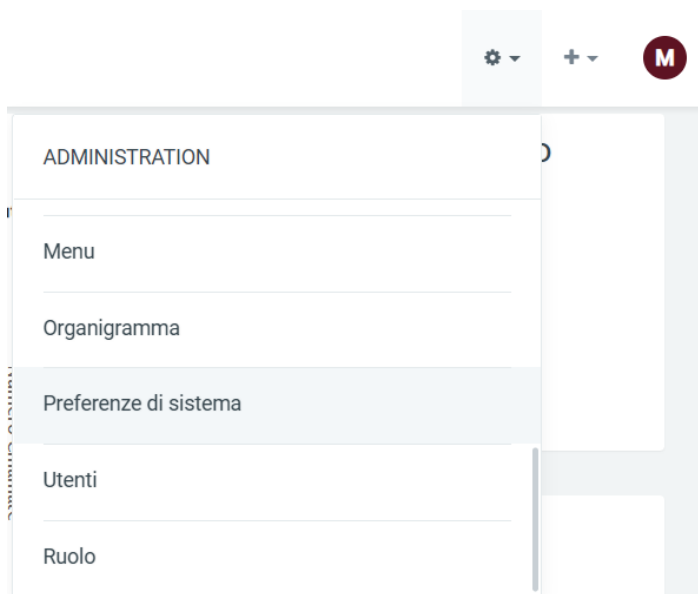 M
ADMINISTRATION
Menu
Organigramma
Preferenze di sistema
Utenti
Ruolo